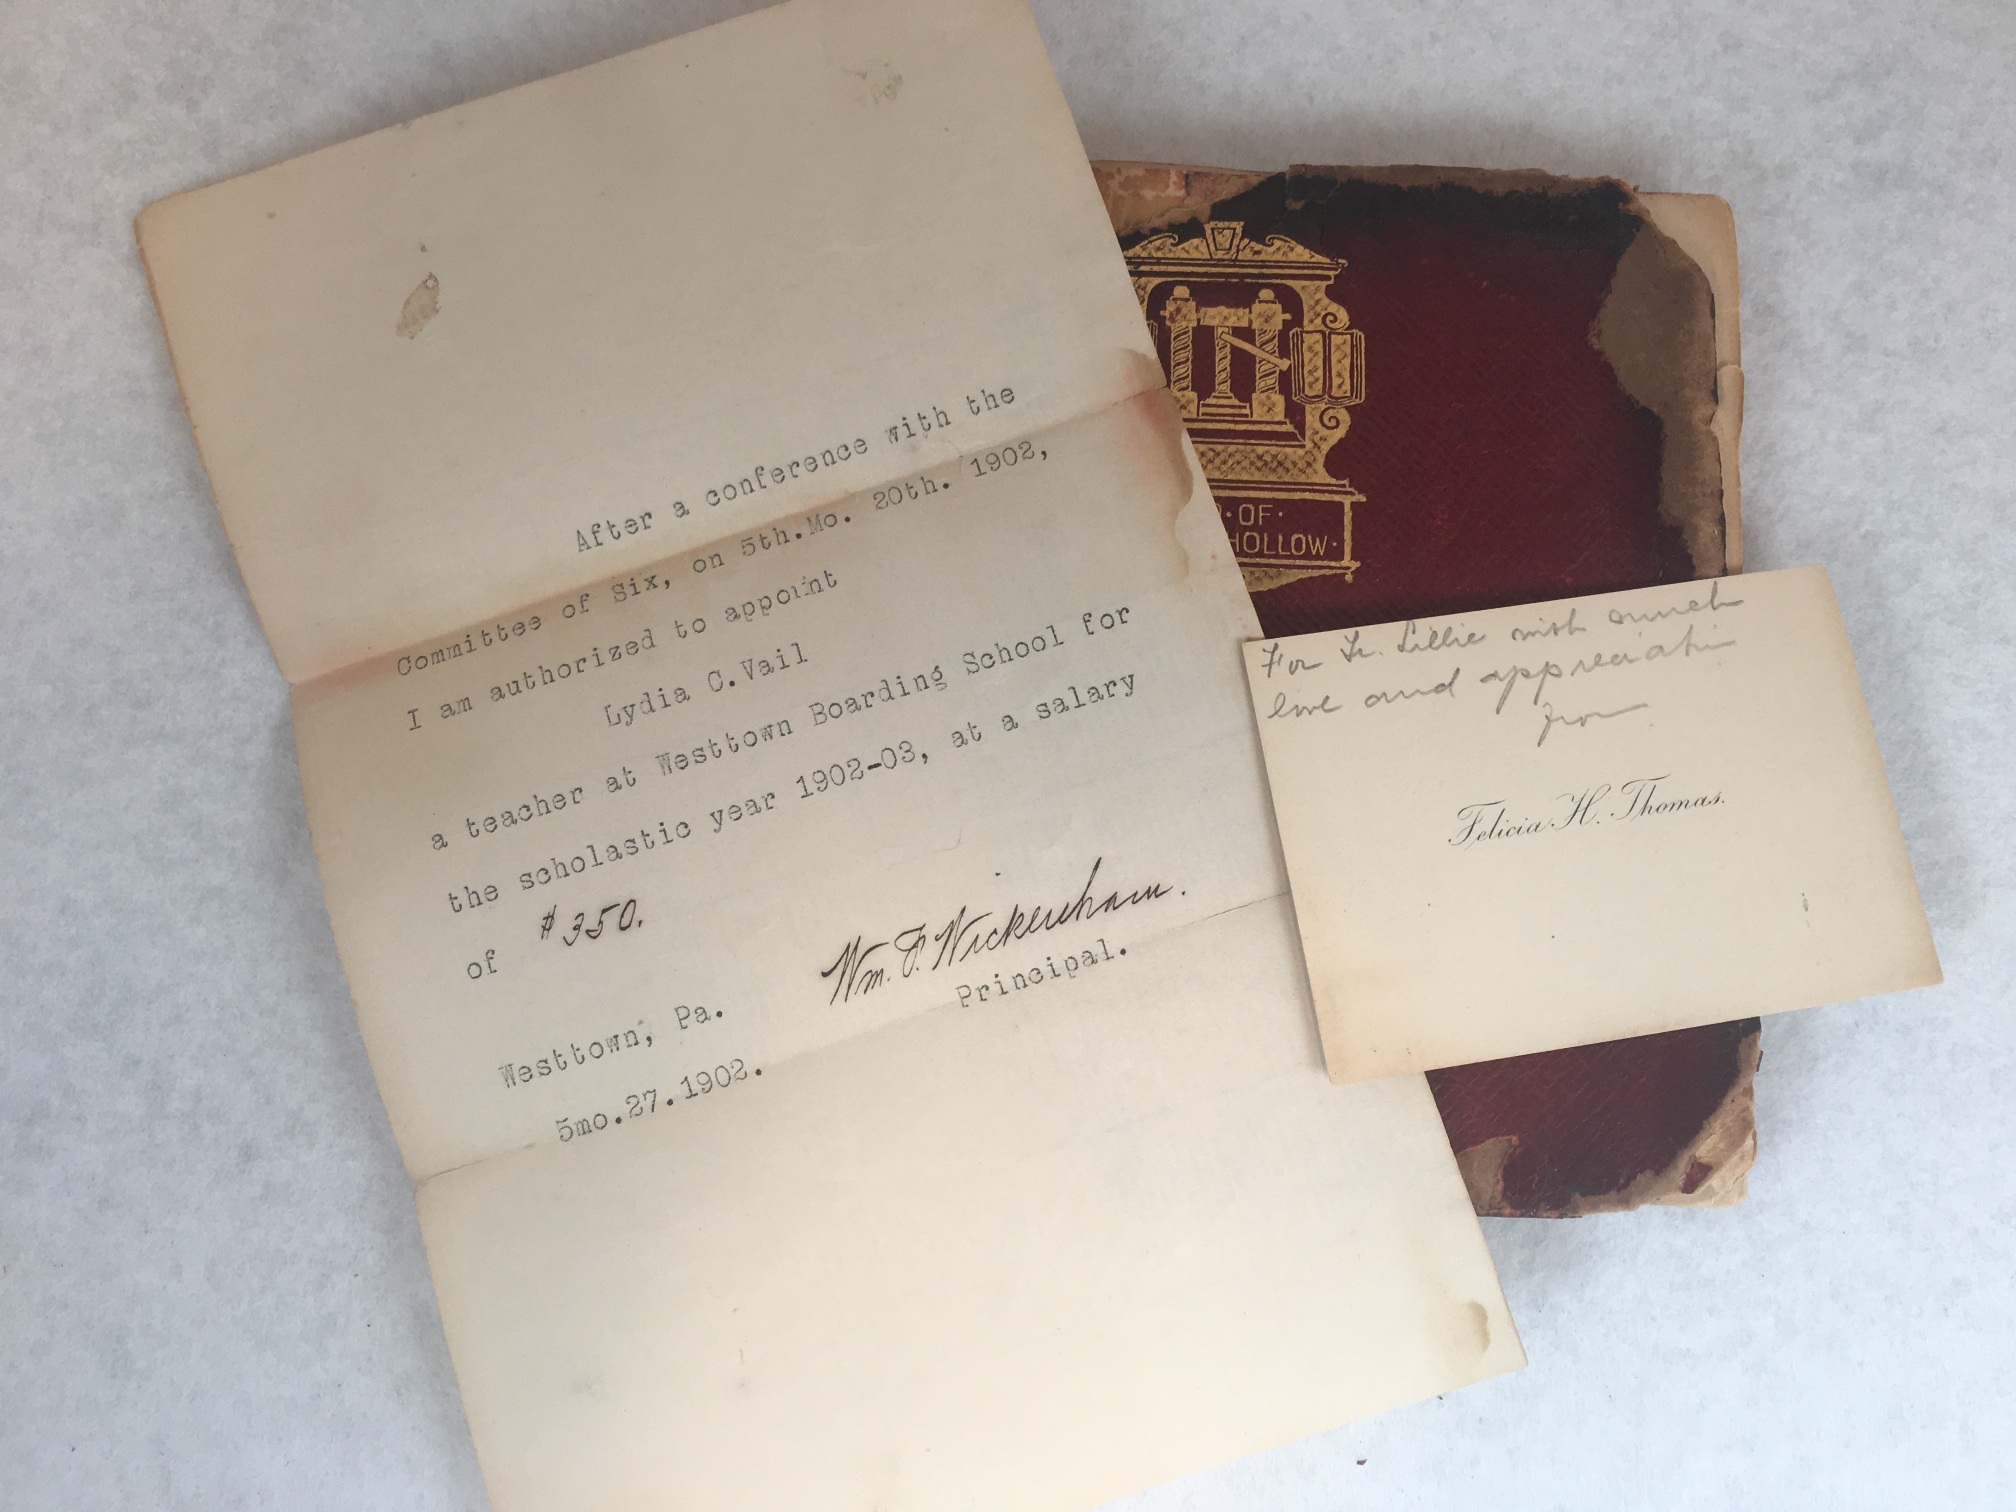 After a conference with the
Committee of Six, on 5th.Mo. 20th. 1902,
I am authorized to appoint
Lydia C.Vail
a teacher at Westtown Boarding School for
the scholastic year 1902-03, at a salary
of $350.
Wm. F. Wickersham.
Principal.
Westtown, Pa.
5mo.27.1902.
·OF·
HOLLOW·
For Lillie with much
love and appreciation
from
Felicia H. Thomas.